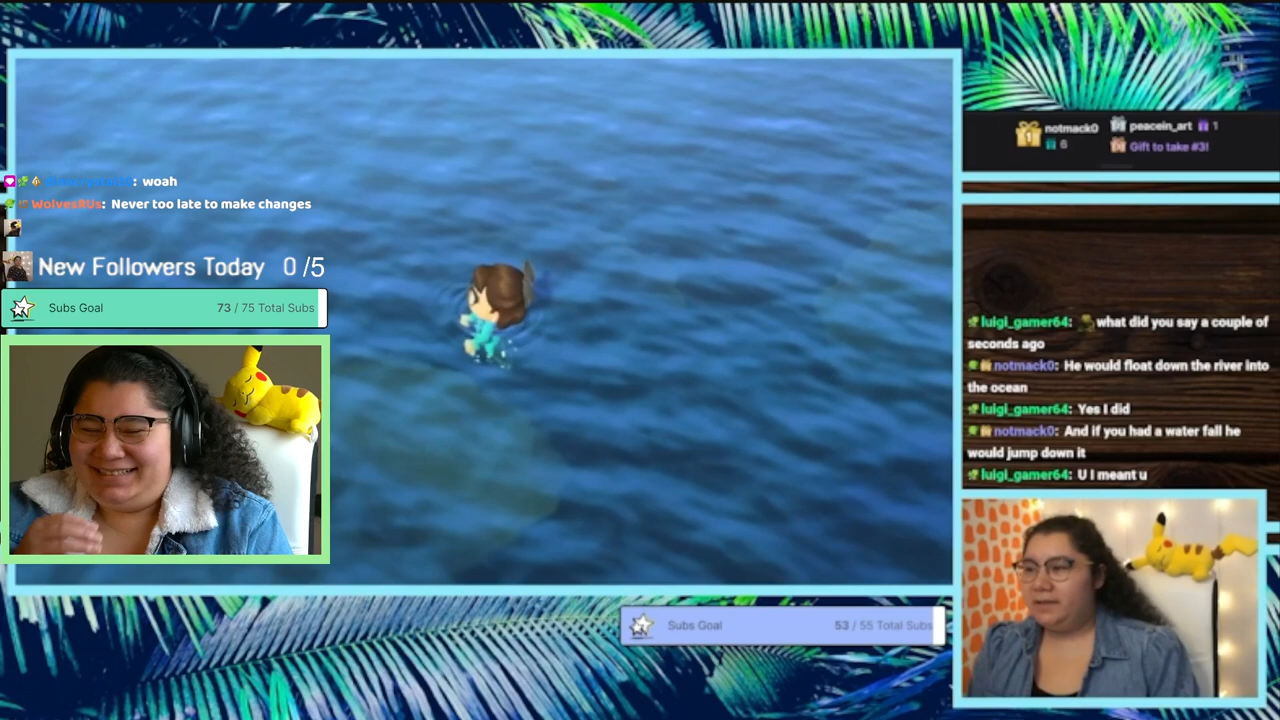 notmack0
6
peacein_art 1
Gift to take #3!
: woah
WolvesRUs: Never too late to make changes
New Followers Today 0 /5
Subs Goal 73 / 75 Total Subs
luigi_gamer64: what did you say a couple of
seconds ago
notmack0: He would float down the river into
the ocean
luigi_gamer64: Yes I did
notmack0: And if you had a water fall he
would jump down it
luigi_gamer64: U I meant u
Subs Goal 53 / 55 Total Subs